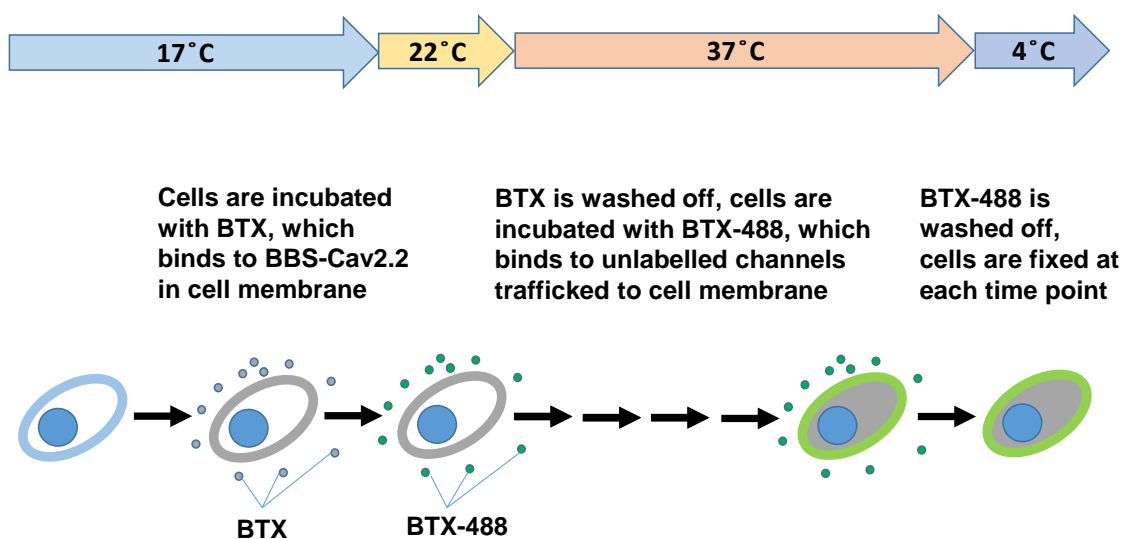 17˚C
22˚C
37˚C
4˚C
Cells are incubated
with BTX, which
binds to BBS-Cav2.2
in cell membrane
BTX is washed off, cells are
incubated with BTX-488, which
binds to unlabelled channels
trafficked to cell membrane
BTX-488 is
washed off,
cells are fixed at
each time point
BTX
BTX-488